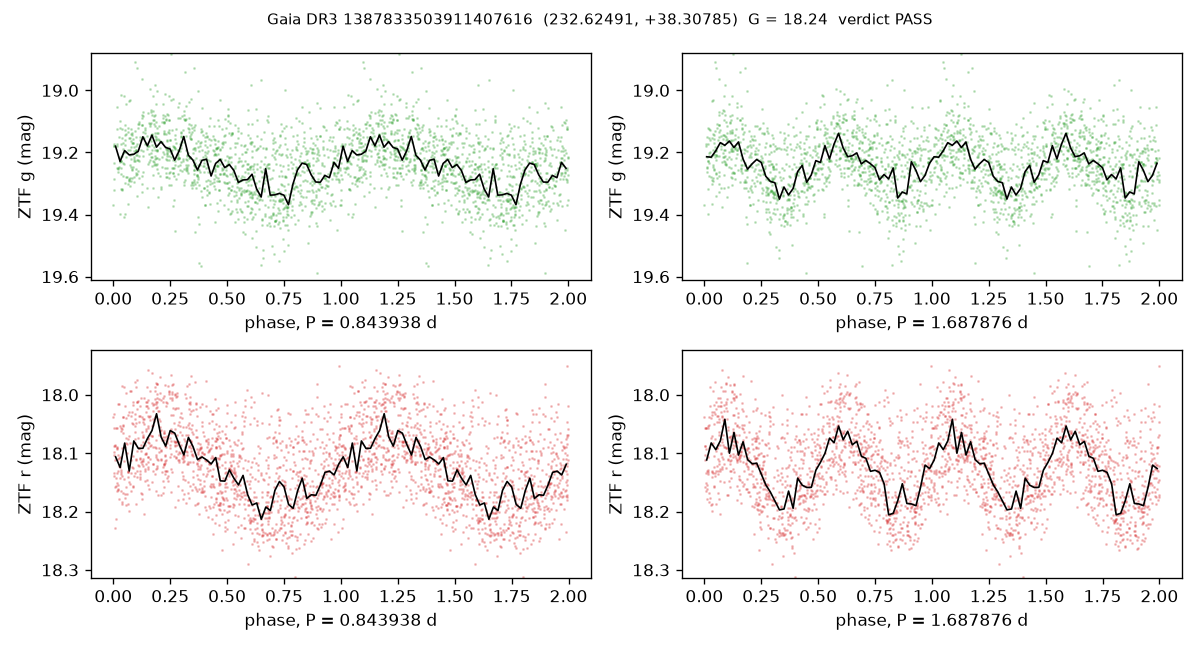 Gaia DR3 1387833503911407616 (232.62491, +38.30785) G = 18.24 verdict PASS
ZTF g (mag)
19.0
19.2
19.4
19.6
0.00 0.25 0.50 0.75 1.00 1.25 1.50 1.75 2.00
phase, P = 0.843938 d
ZTF g (mag)
19.0
19.2
19.4
19.6
0.00 0.25 0.50 0.75 1.00 1.25 1.50 1.75 2.00
phase, P = 1.687876 d
ZTF r (mag)
18.0
18.1
18.2
18.3
0.00 0.25 0.50 0.75 1.00 1.25 1.50 1.75 2.00
phase, P = 0.843938 d
ZTF r (mag)
18.0
18.1
18.2
18.3
0.00 0.25 0.50 0.75 1.00 1.25 1.50 1.75 2.00
phase, P = 1.687876 d